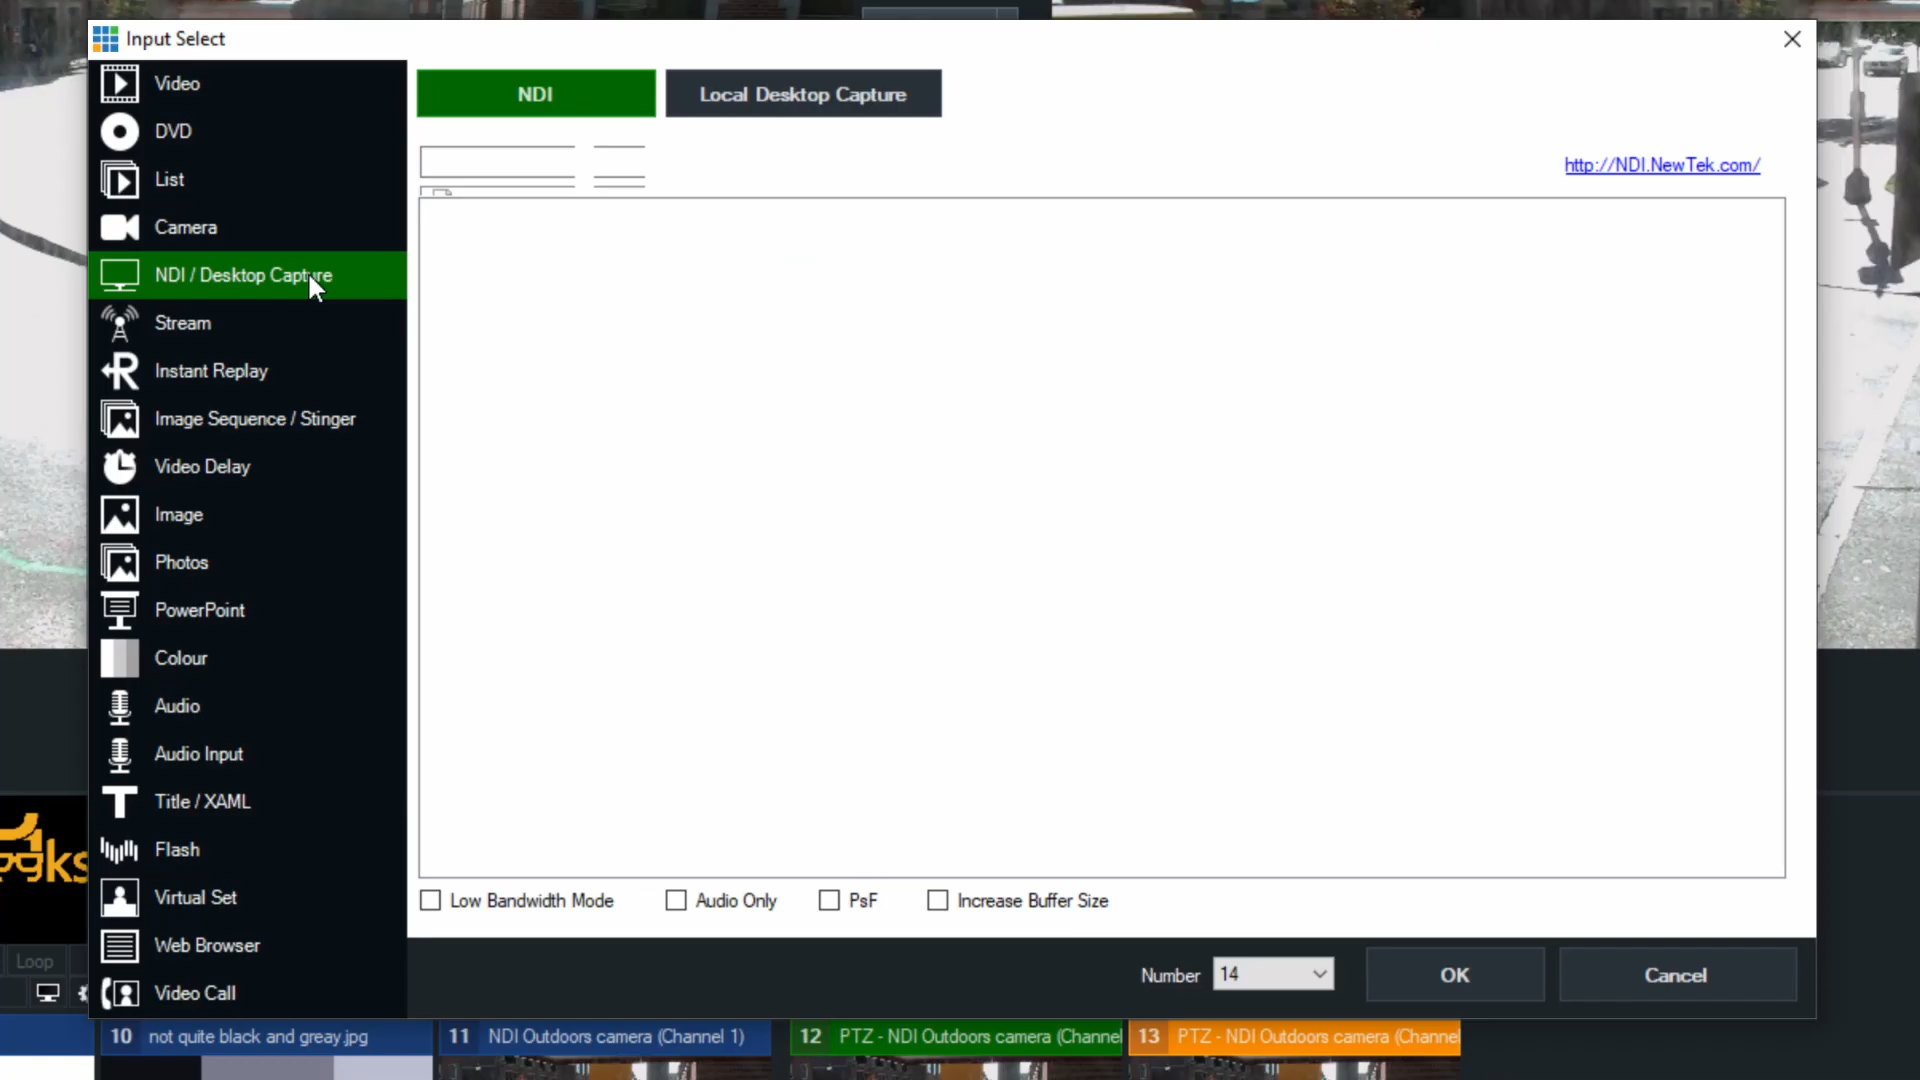 Input Select
Video
DVD
List
Camera
NDI / Desktop Capture
Stream
Instant Replay
Image Sequence / Stinger
Video Delay
Image
Photos
PowerPoint
Colour
Audio
Audio Input
Title / XAML
Flash
Virtual Set
Web Browser
Video Call
NDI Local Desktop Capture
http://NDI.NewTek.com/
Low Bandwidth Mode Audio Only PsF Increase Buffer Size
Number 14 OK Cancel
Loop
10 not quite black and greay.jpg
11 NDI Outdoors camera (Channel 1)
12 PTZ - NDI Outdoors camera (Channel
13 PTZ - NDI Outdoors camera (Channel